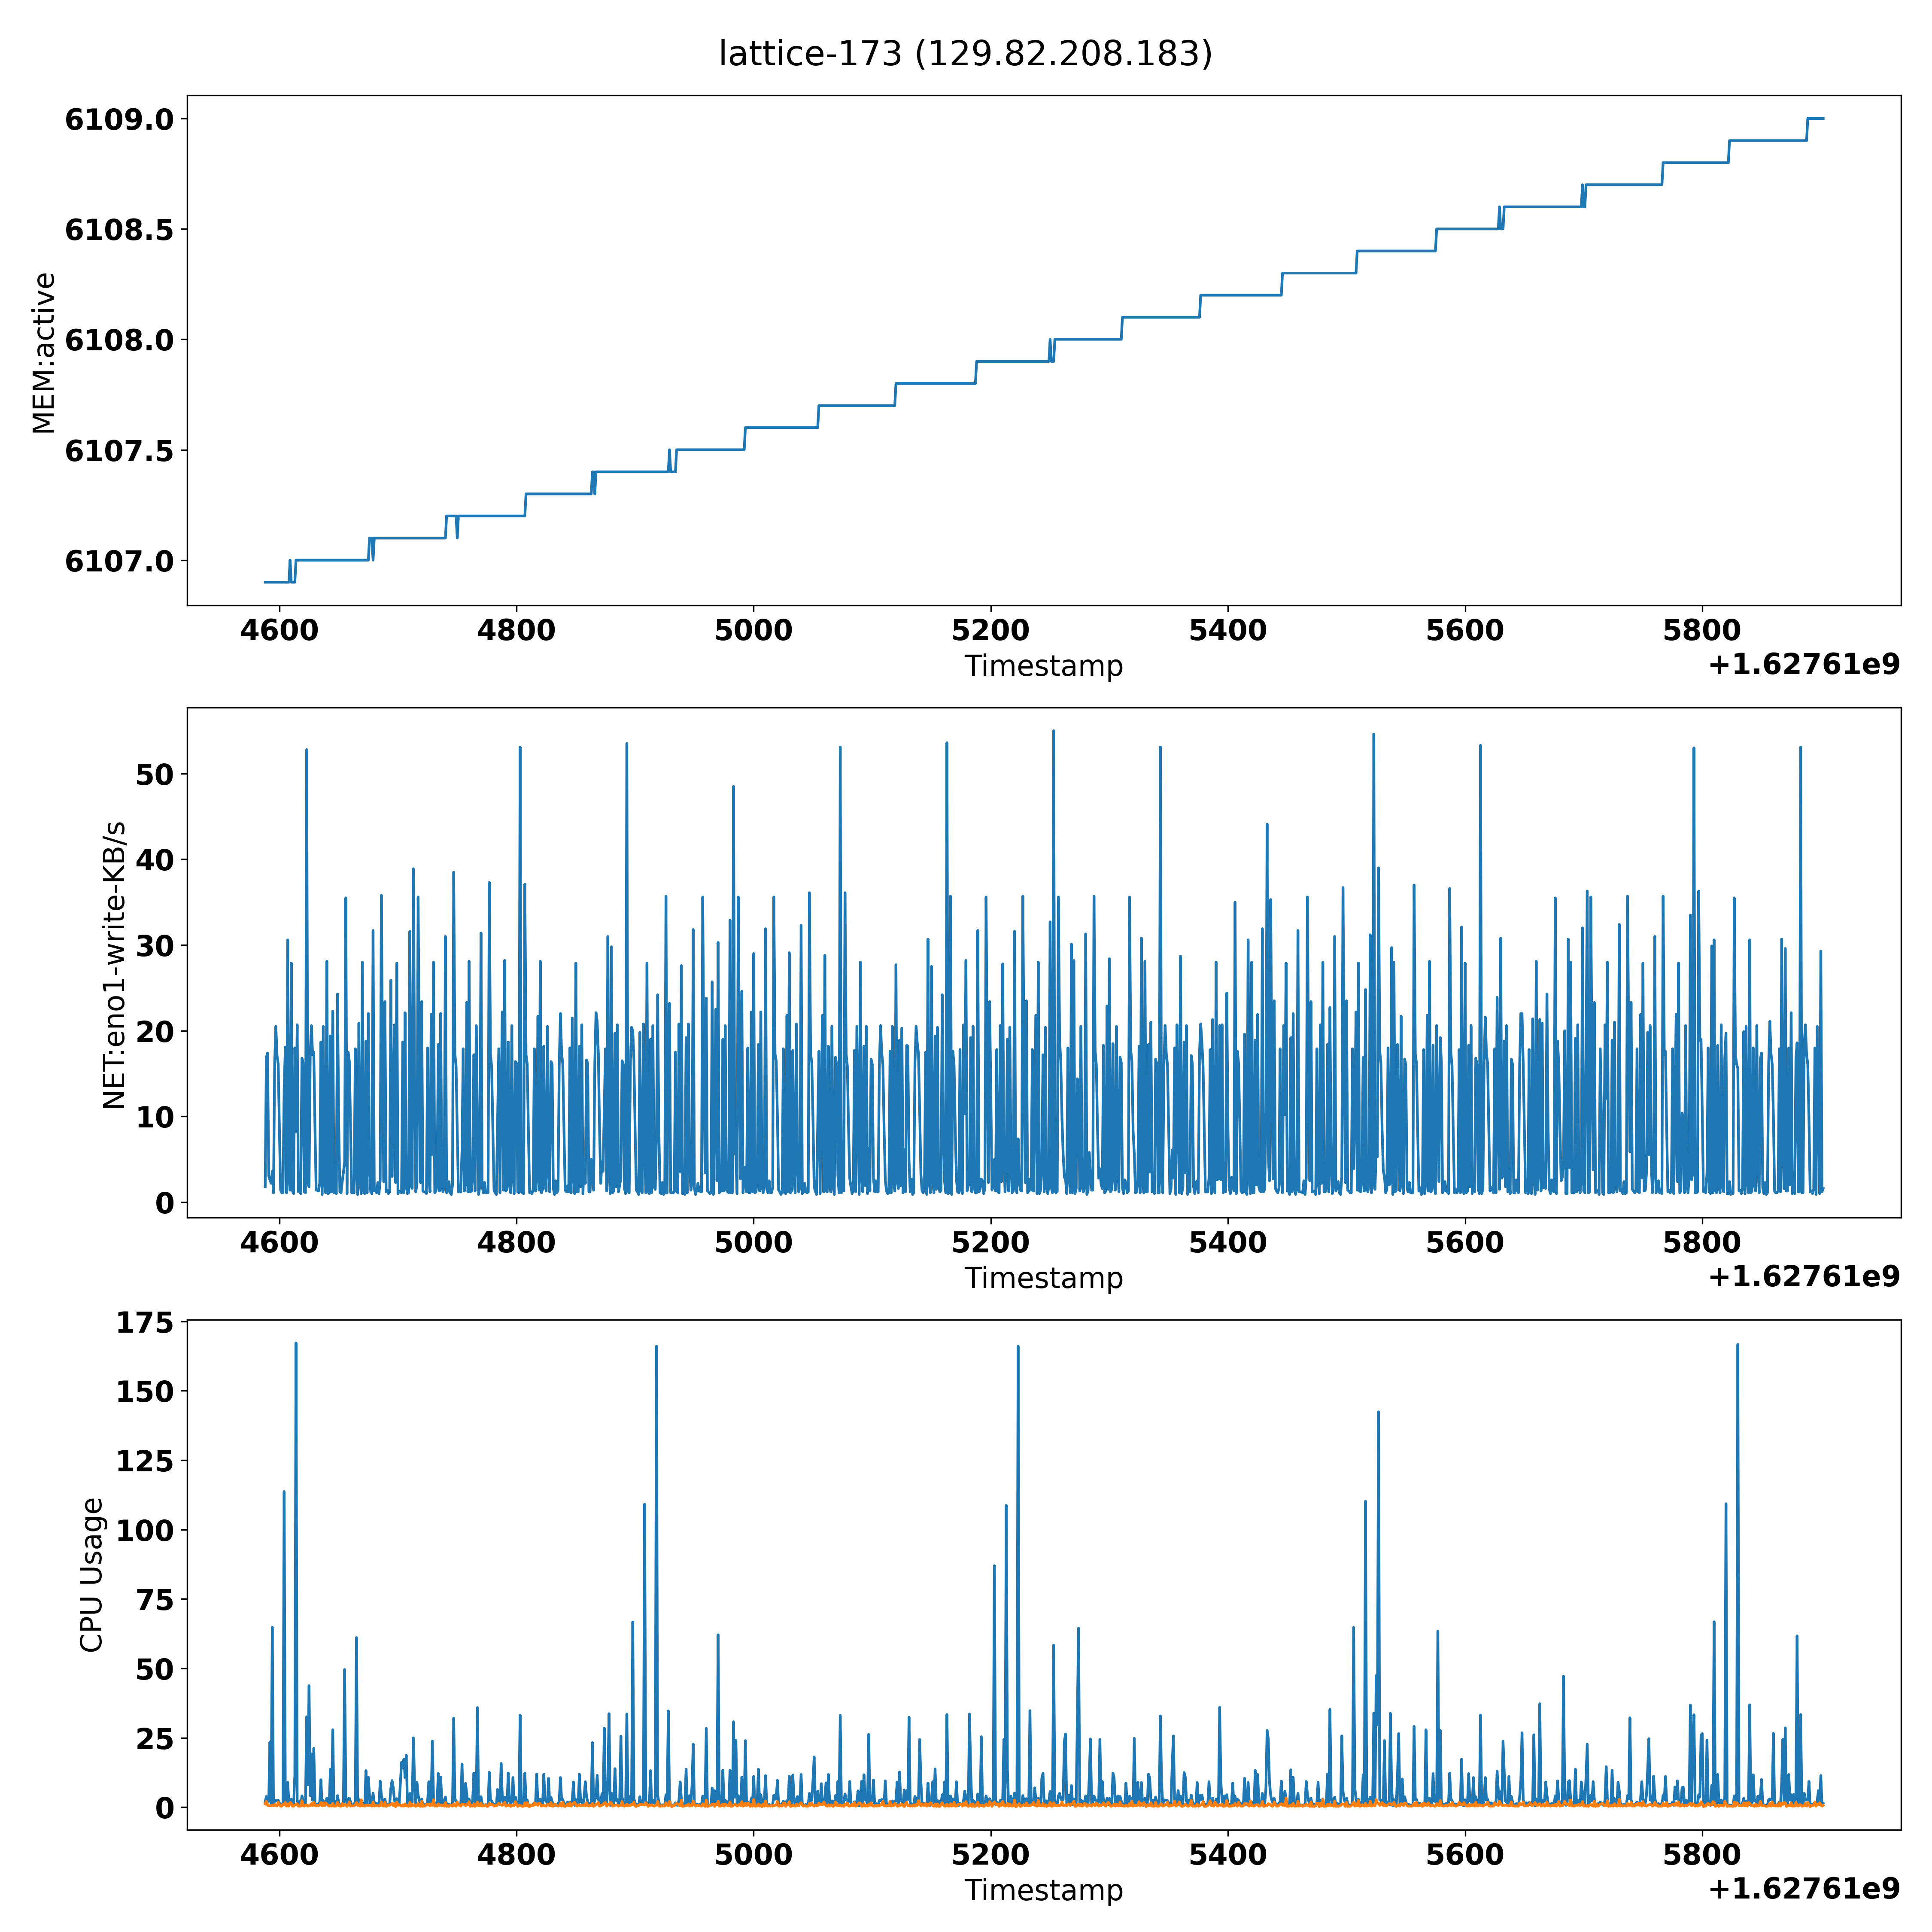 lattice-173 (129.82.208.183)
6109.0
6108.5
6108.0
6107.5
6107.0
MEM:active
4600 4800 5000 5200 5400 5600 5800
Timestamp
+1.62761e9
50
40
30
20
10
0
NET:eno1-write-KB/s
4600 4800 5000 5200 5400 5600 5800
Timestamp
+1.62761e9
175
150
125
100
75
50
25
0
CPU Usage
4600 4800 5000 5200 5400 5600 5800
Timestamp
+1.62761e9